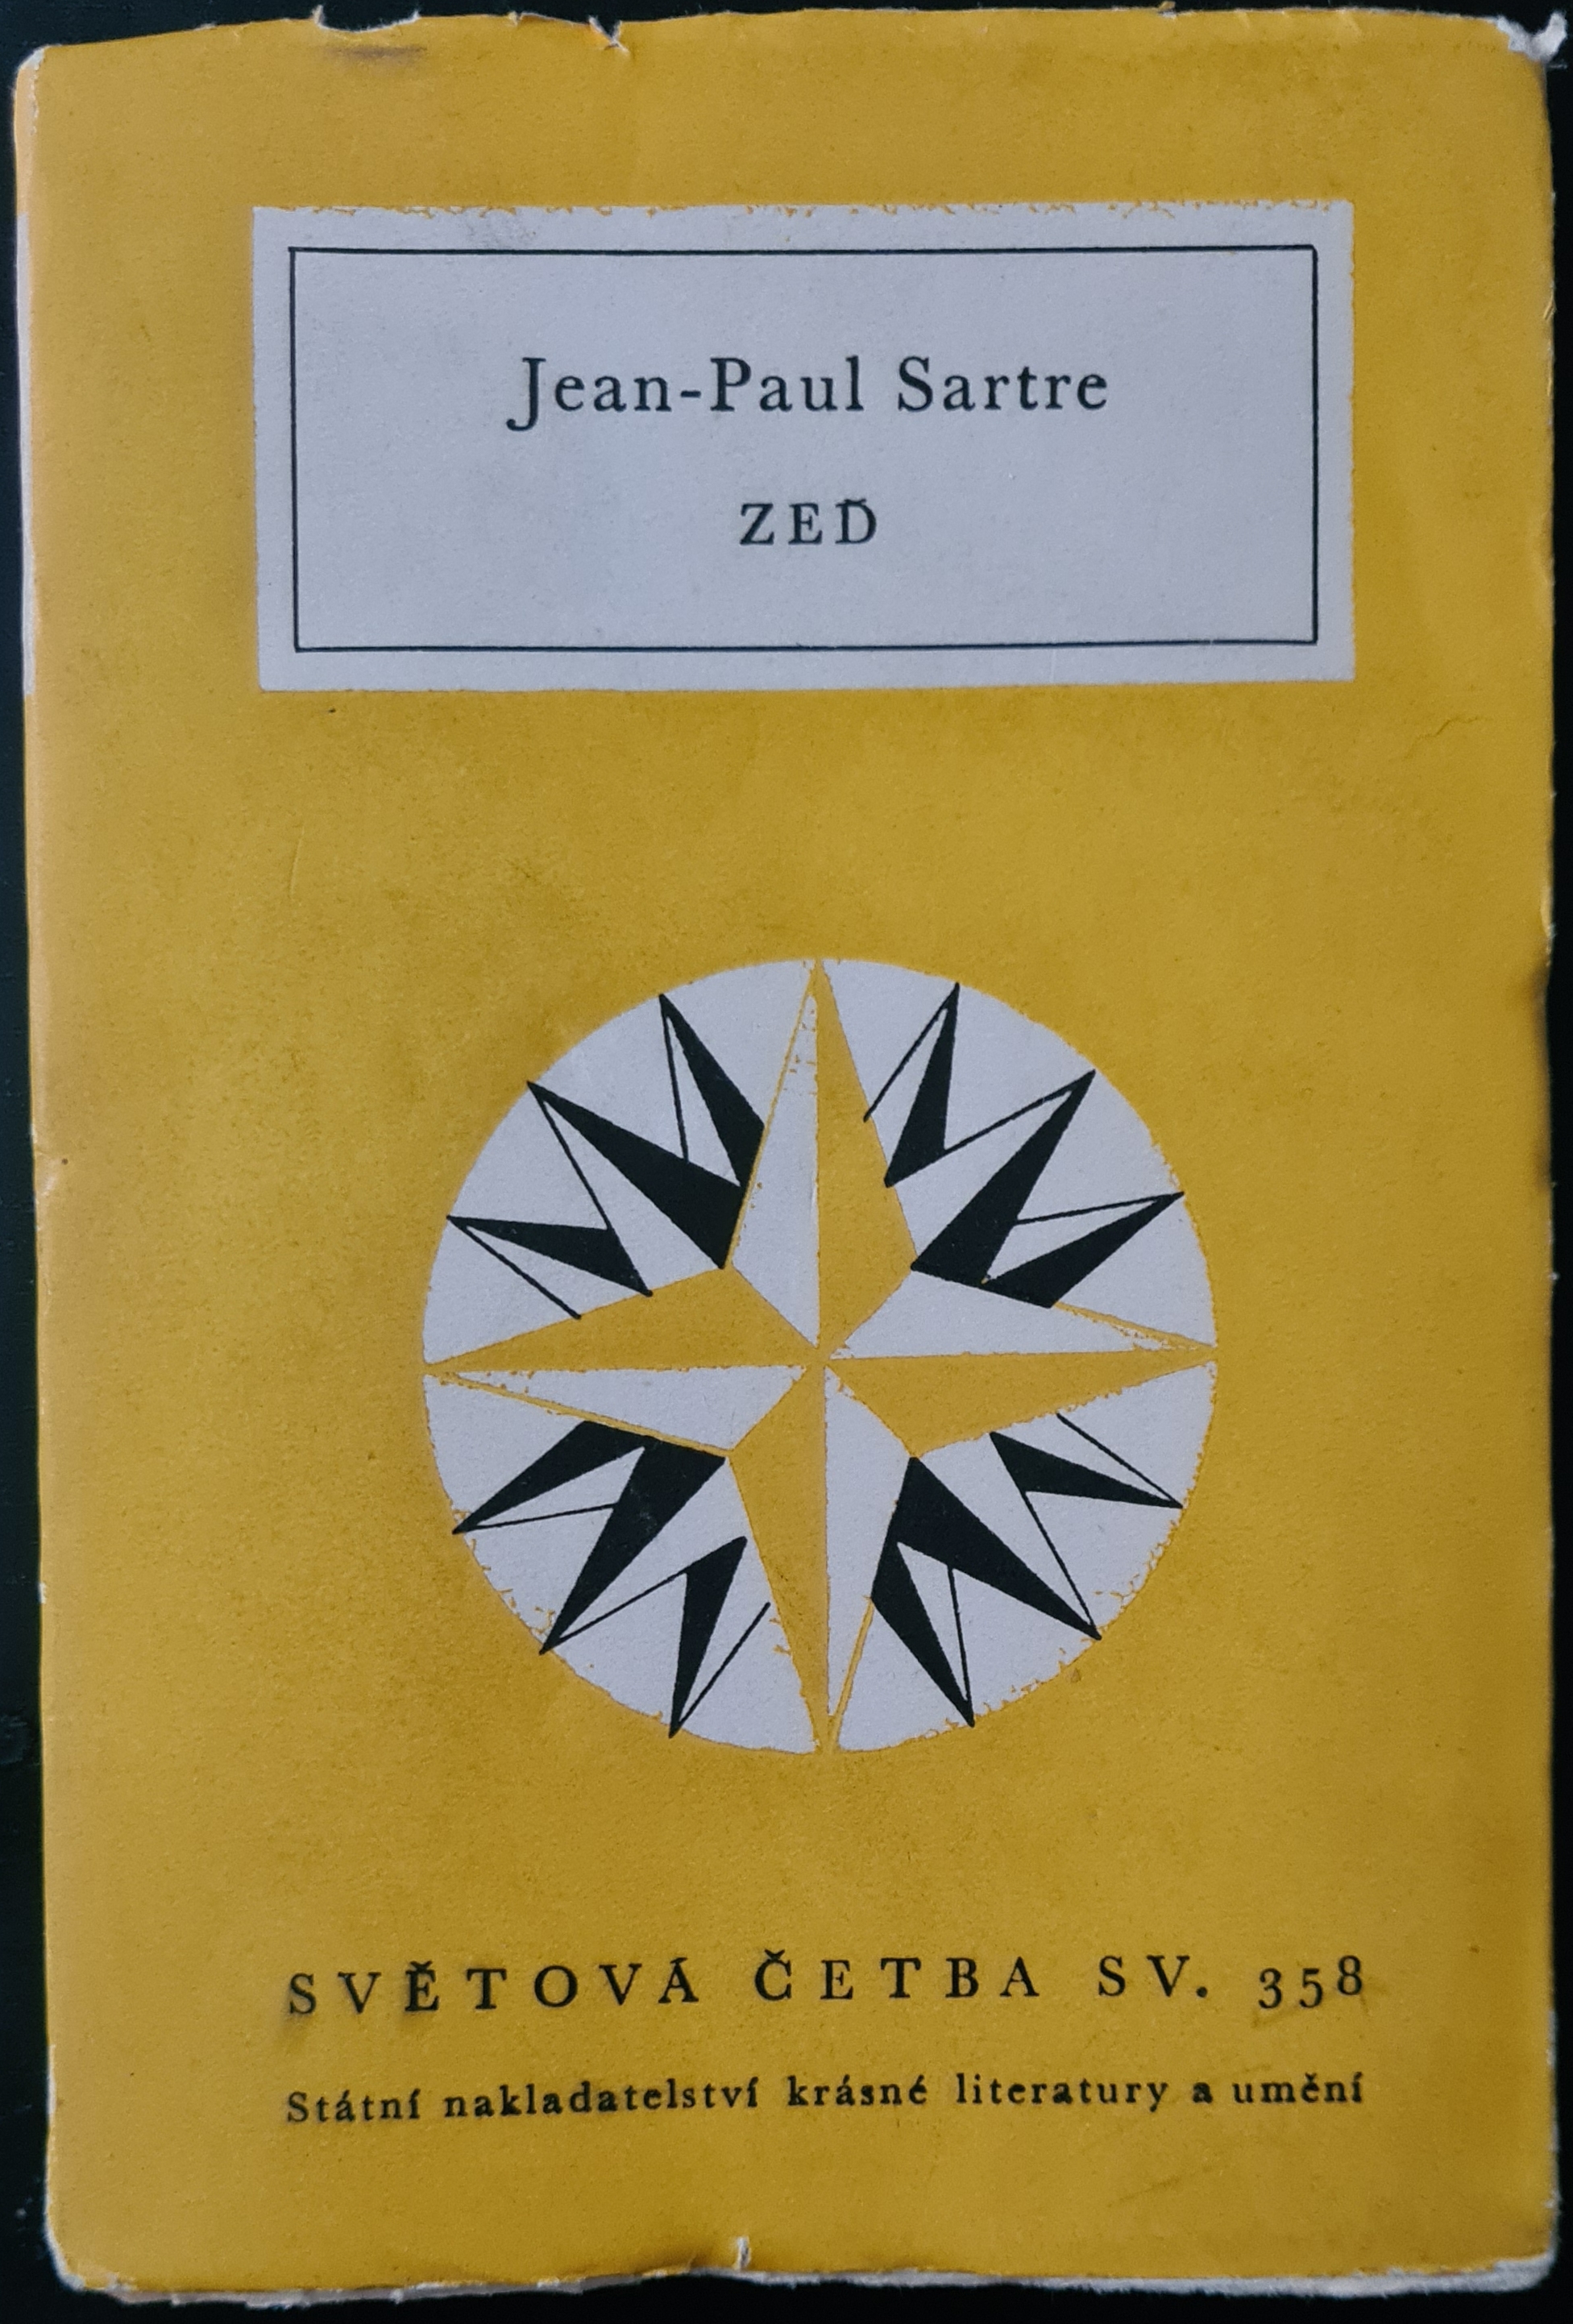 Jean-Paul Sartre
ZEĎ
SVĚTOVÁ ČETBA SV. 358
Státní nakladatelství krásné literatury a umění